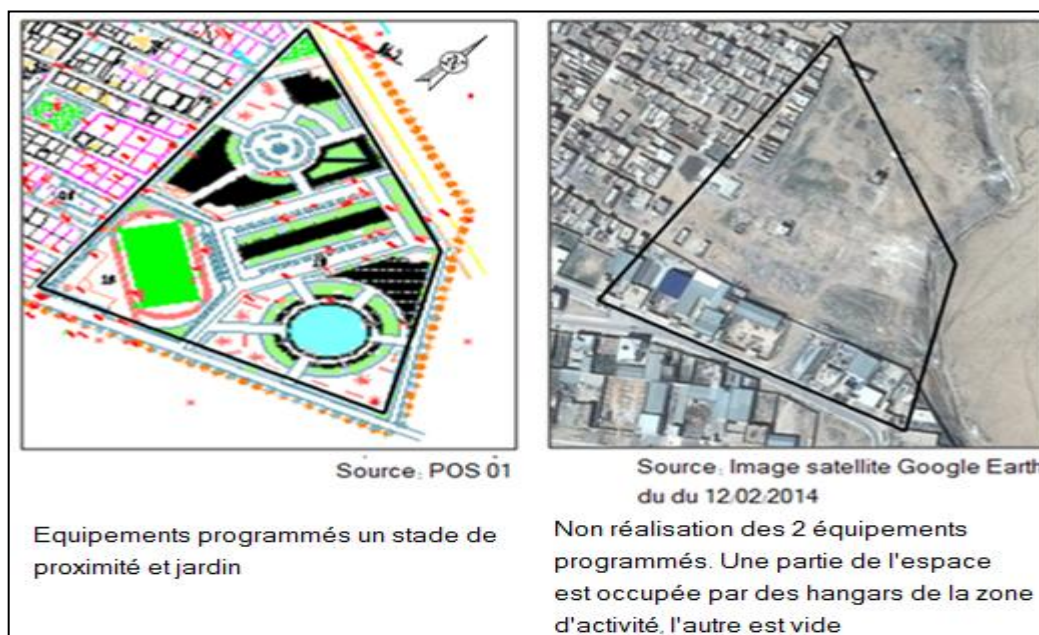 Source: POS 01
Equipements programmés un stade de
proximité et jardin
Source: Image satellite Google Earth
du du 12/02/2014
Non réalisation des 2 équipements
programmés. Une partie de l'espace
est occupée par des hangars de la zone
d'activité, l'autre est vide